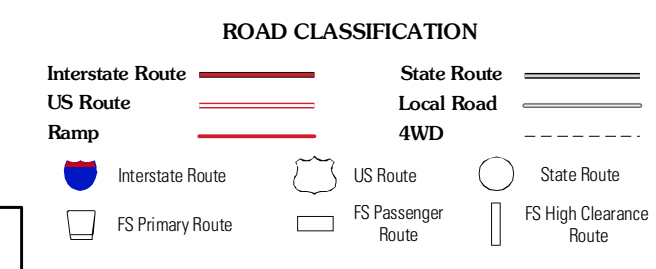 ROAD CLASSIFICATION
Interstate Route State Route
US Route Local Road
Ramp 4WD
Interstate Route US Route State Route
FS Primary Route FS Passenger Route FS High Clearance Route